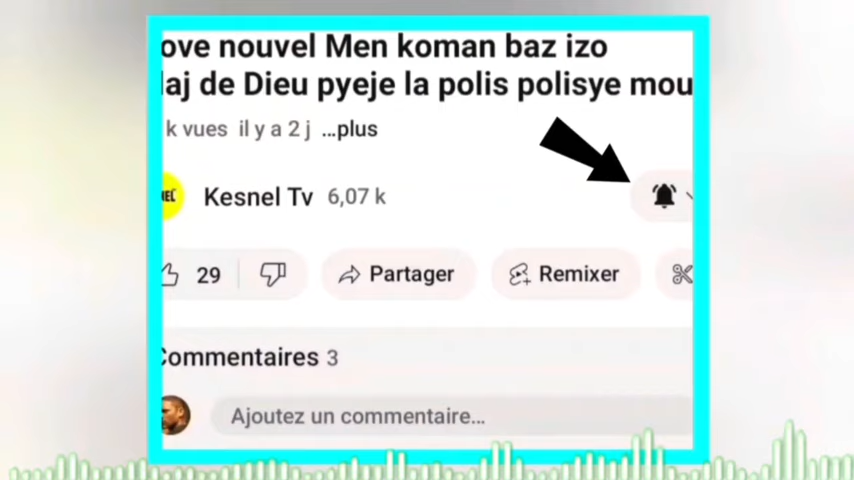 ove nouvel Men koman baz izo
laj de Dieu pyeje la polis polisye mou
k vues il y a 2 j ...plus
Kesnel Tv 6,07 k
29 Partager Remixer
Commentaires 3
Ajoutez un commentaire...